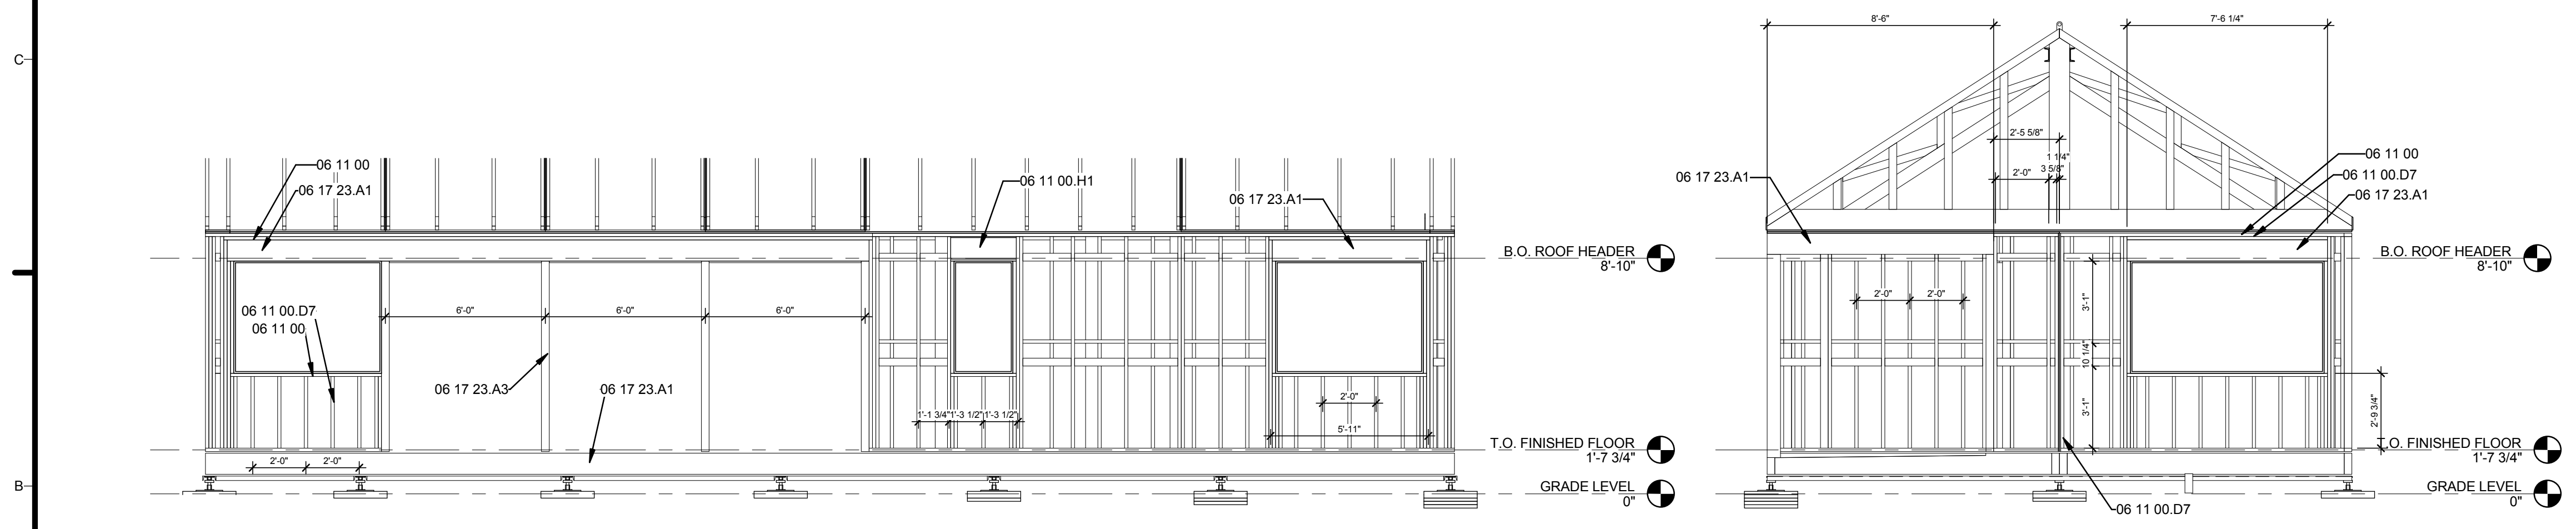 C
B
06 11 00
06 17 23.A1
06 11 00.H1
06 17 23.A1
06 11 00.D7
06 11 00
6'-0"
6'-0"
6'-0"
06 17 23.A3
06 17 23.A1
1'-1 3/4"
1'-3 1/2"
1'-3 1/2"
2'-0"
5'-11"
2'-0"
2'-0"
B.O. ROOF HEADER
8'-10"
T.O. FINISHED FLOOR
1'-7 3/4"
GRADE LEVEL
0"
8'-6"
7'-6 1/4"
2'-5 5/8"
1 1/4"
2'-0"
3 5/8"
06 17 23.A1
06 11 00
06 11 00.D7
06 17 23.A1
2'-0"
2'-0"
3'-1"
10 1/4"
3'-1"
2'-9 3/4"
B.O. ROOF HEADER
8'-10"
T.O. FINISHED FLOOR
1'-7 3/4"
GRADE LEVEL
0"
06 11 00.D7